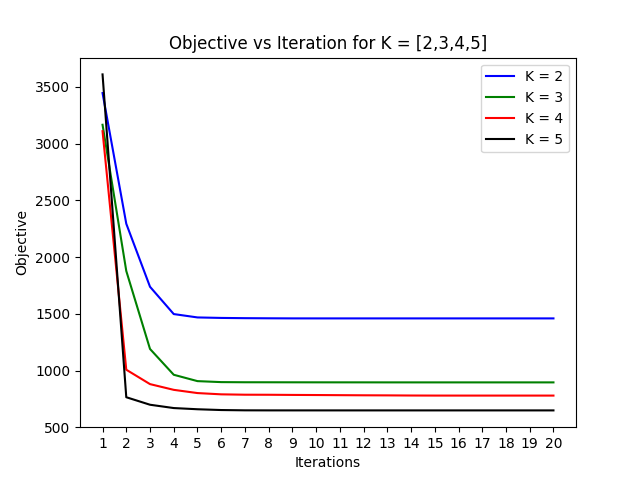 Objective vs Iteration for K = [2,3,4,5]
K = 2
K = 3
K = 4
K = 5
3500
3000
2500
2000
1500
1000
500
Objective
1 2 3 4 5 6 7 8 9 10 11 12 13 14 15 16 17 18 19 20
Iterations